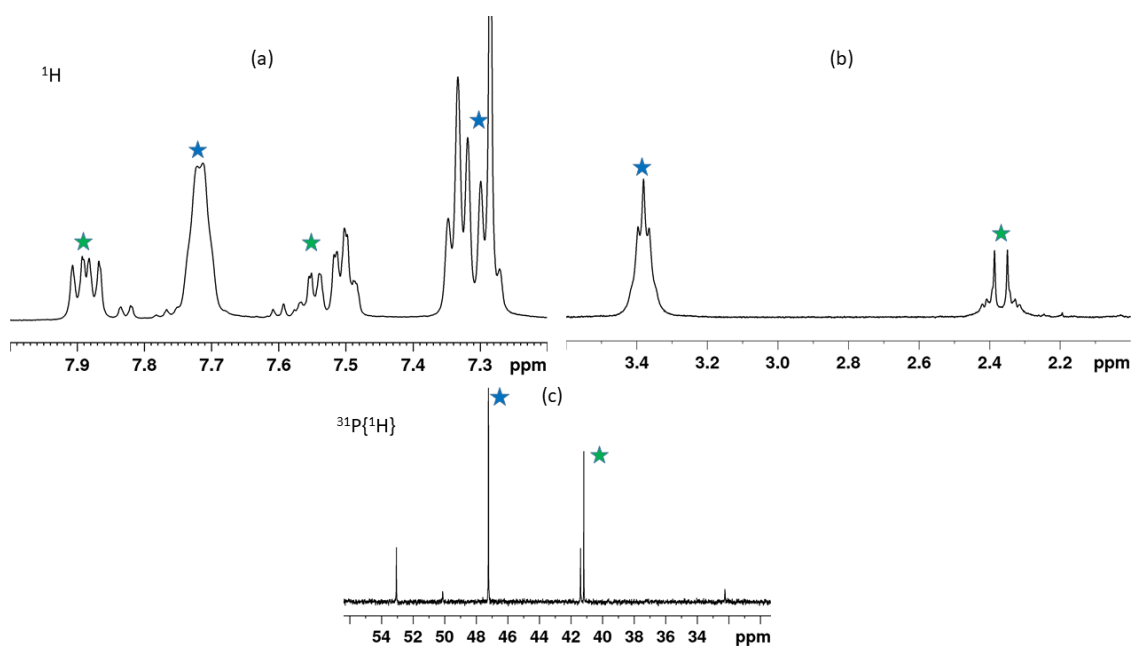 (a)
(b)
¹H
7.9 7.8 7.7 7.6 7.5 7.4 7.3 ppm
3.4 3.2 3.0 2.8 2.6 2.4 2.2 ppm
(c)
³¹P{¹H}
54 52 50 48 46 44 42 40 38 36 34 ppm